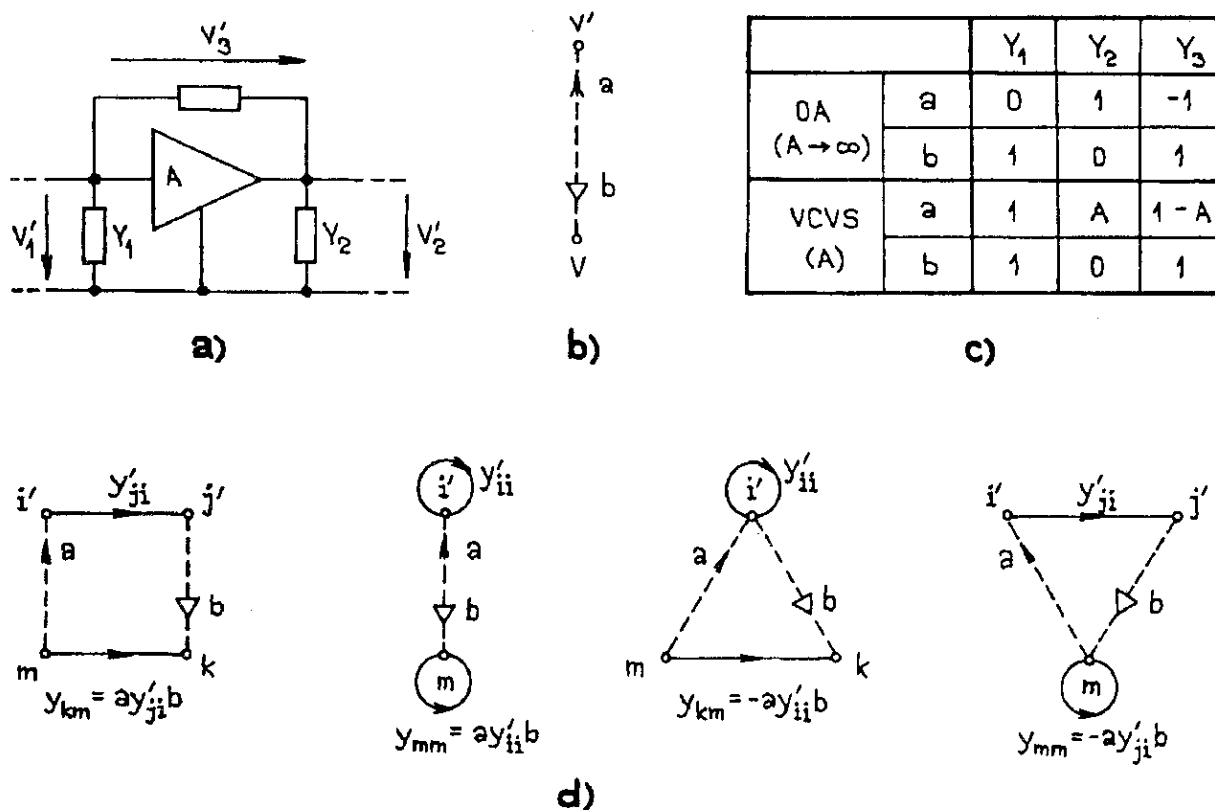 V'₃
A
V'₁
Y₁
Y₂
V'₂
a)
V'
a
b
V
b)
Y₁ Y₂ Y₃
OA (A → ∞)
a 0 1 -1
b 1 0 1
VCVS (A)
a 1 A 1 - A
b 1 0 1
c)
i' y'ji j'
a
b
m k
ykm = ay'jib
i' y'ii
a
b
m
ymm = ay'iib
i' y'ii
a
b
m k
ykm = -ay'iib
i' y'ji j'
a
b
m
ymm = -ay'jib
d)